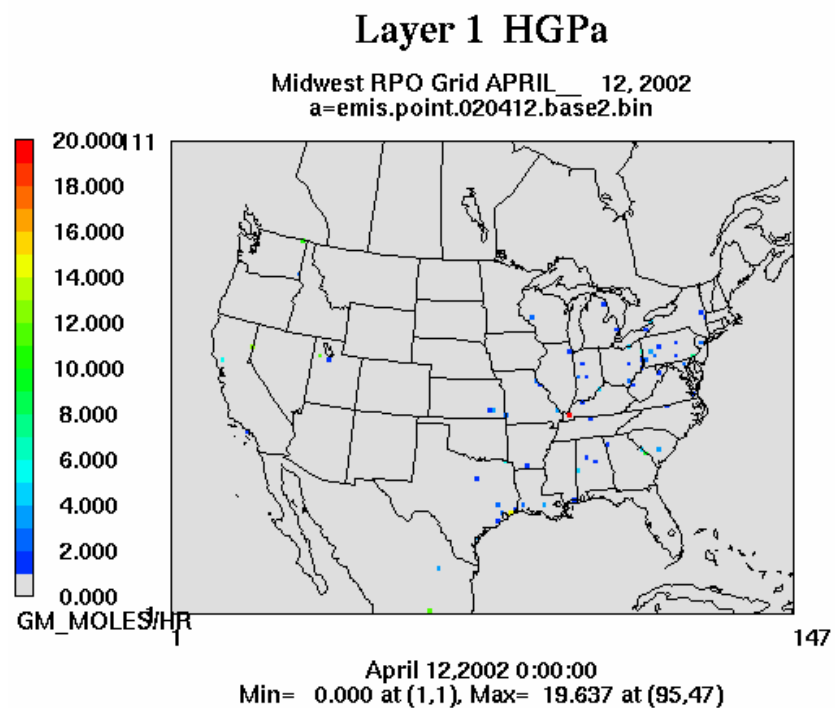 Layer 1 HGPa
Midwest RPO Grid APRIL__ 12, 2002
a=emis.point.020412.base2.bin
20.000
18.000
16.000
14.000
12.000
10.000
8.000
6.000
4.000
2.000
0.000
GM_MOLES/HR
111
1
1
147
April 12,2002 0:00:00
Min= 0.000 at (1,1), Max= 19.637 at (95,47)